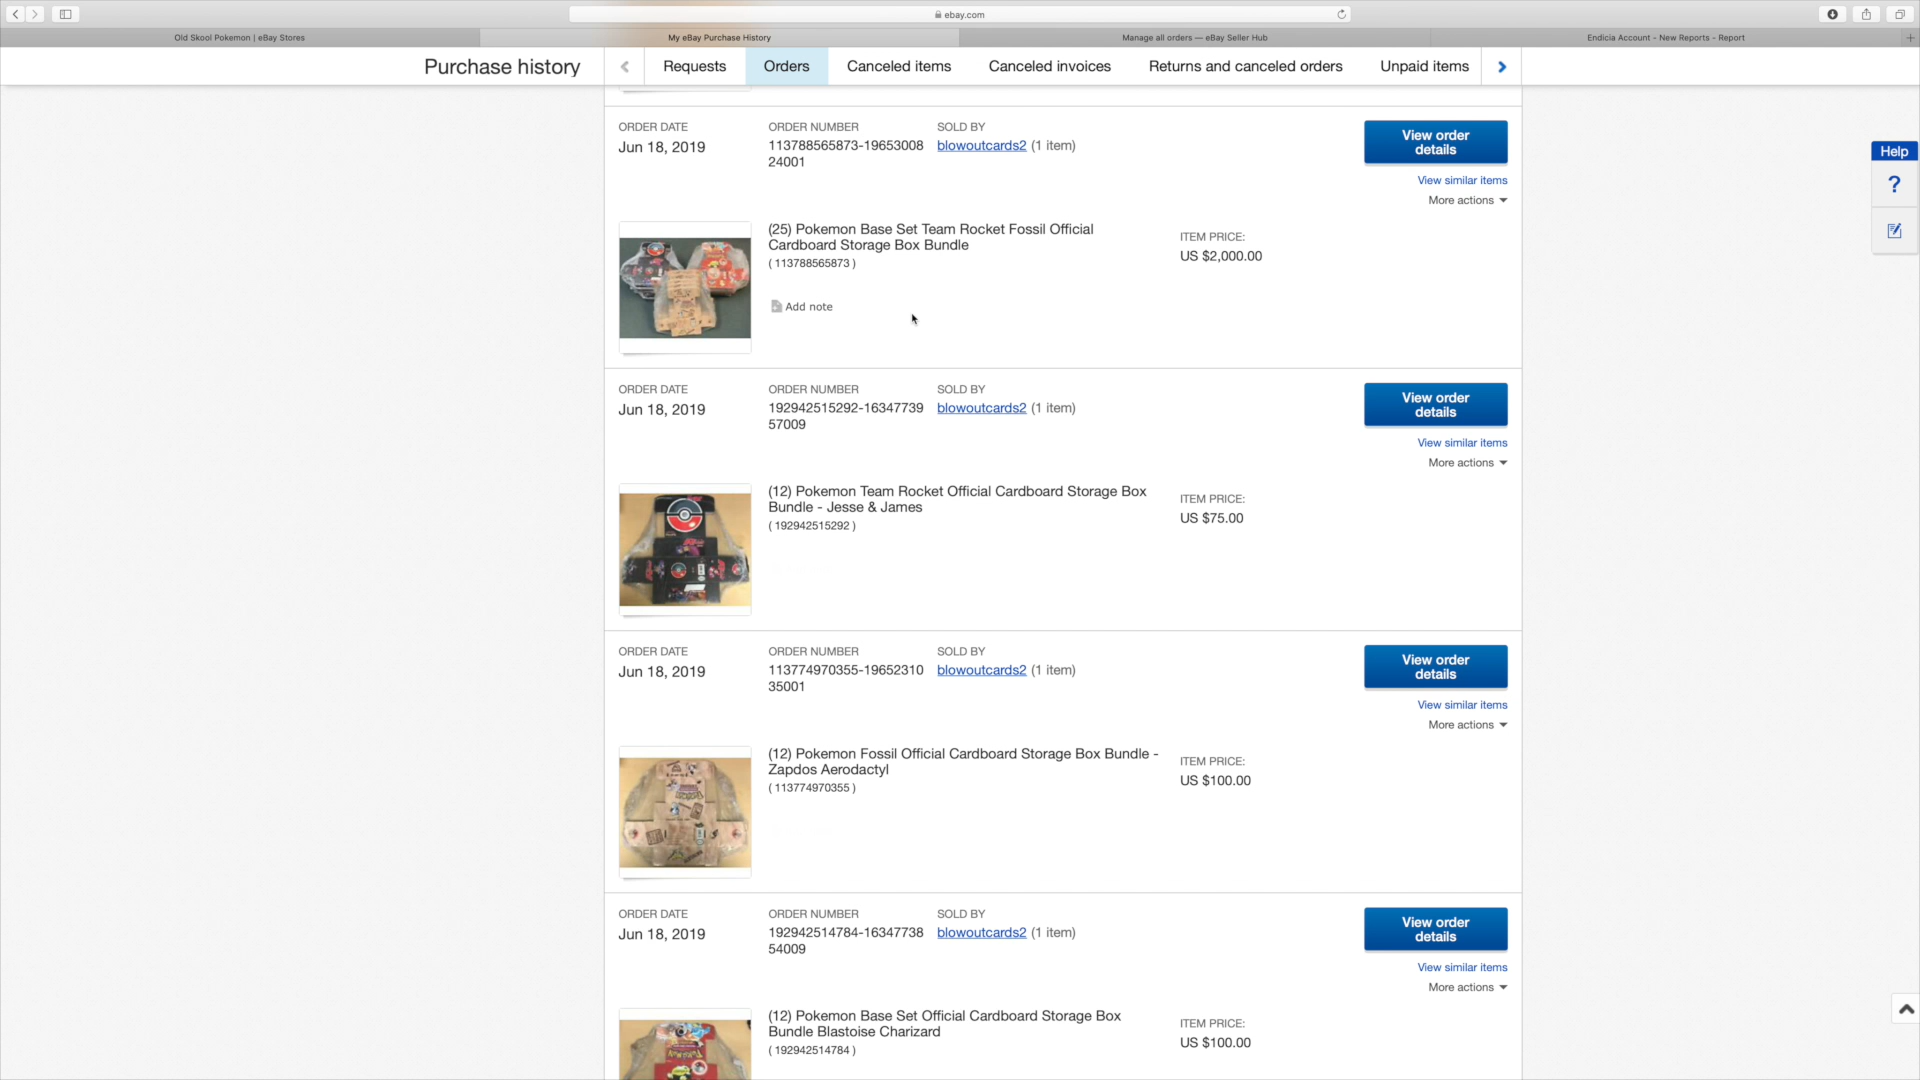 ebay.com
Old Skool Pokemon | eBay Stores
My eBay Purchase History
Manage all orders — eBay Seller Hub
Endicia Account - New Reports - Report
Purchase history
Requests
Orders
Canceled items
Canceled invoices
Returns and canceled orders
Unpaid items
Help
?
ORDER DATE
Jun 18, 2019
ORDER NUMBER
113788565873-19653008
24001
SOLD BY
blowoutcards2 (1 item)
View order
details
View similar items
More actions
(25) Pokemon Base Set Team Rocket Fossil Official
Cardboard Storage Box Bundle
( 113788565873 )
ITEM PRICE:
US $2,000.00
Add note
ORDER DATE
Jun 18, 2019
ORDER NUMBER
192942515292-16347739
57009
SOLD BY
blowoutcards2 (1 item)
View order
details
View similar items
More actions
(12) Pokemon Team Rocket Official Cardboard Storage Box
Bundle - Jesse & James
( 192942515292 )
ITEM PRICE:
US $75.00
ORDER DATE
Jun 18, 2019
ORDER NUMBER
113774970355-19652310
35001
SOLD BY
blowoutcards2 (1 item)
View order
details
View similar items
More actions
(12) Pokemon Fossil Official Cardboard Storage Box Bundle -
Zapdos Aerodactyl
( 113774970355 )
ITEM PRICE:
US $100.00
ORDER DATE
Jun 18, 2019
ORDER NUMBER
192942514784-16347738
54009
SOLD BY
blowoutcards2 (1 item)
View order
details
View similar items
More actions
(12) Pokemon Base Set Official Cardboard Storage Box
Bundle Blastoise Charizard
( 192942514784 )
ITEM PRICE:
US $100.00